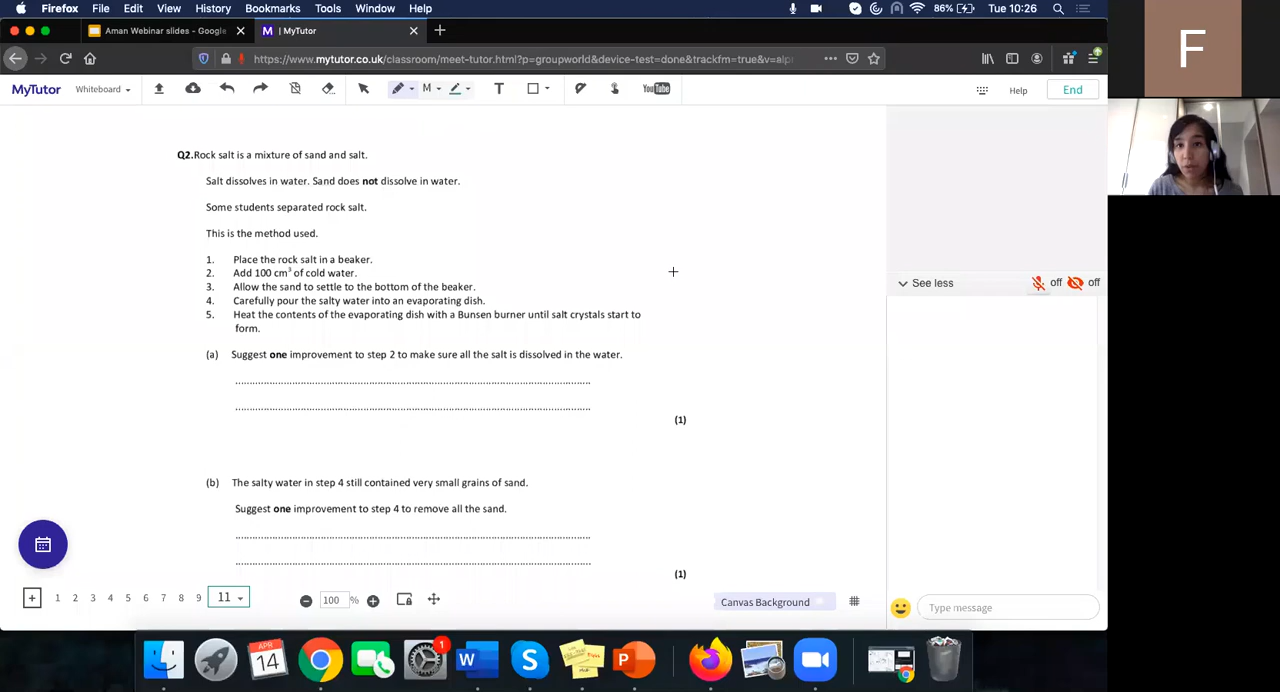 Firefox File Edit View History Bookmarks Tools Window Help 86% Tue 10:26
Aman Webinar slides - Google M | MyTutor
https://www.mytutor.co.uk/classroom/meet-tutor.html?p=groupworld&device-test=done&trackfm=true&v=alp
MyTutor Whiteboard M T YouTube Help End
Q2.Rock salt is a mixture of sand and salt.
Salt dissolves in water. Sand does not dissolve in water.
Some students separated rock salt.
This is the method used.
1. Place the rock salt in a beaker.
2. Add 100 cm³ of cold water.
3. Allow the sand to settle to the bottom of the beaker.
4. Carefully pour the salty water into an evaporating dish.
5. Heat the contents of the evaporating dish with a Bunsen burner until salt crystals start to
form.
(a) Suggest one improvement to step 2 to make sure all the salt is dissolved in the water.
(1)
(b) The salty water in step 4 still contained very small grains of sand.
Suggest one improvement to step 4 to remove all the sand.
(1)
1 2 3 4 5 6 7 8 9 11 100 % Canvas Background
See less off off
Type message
F
APR
14
1
W
S
P